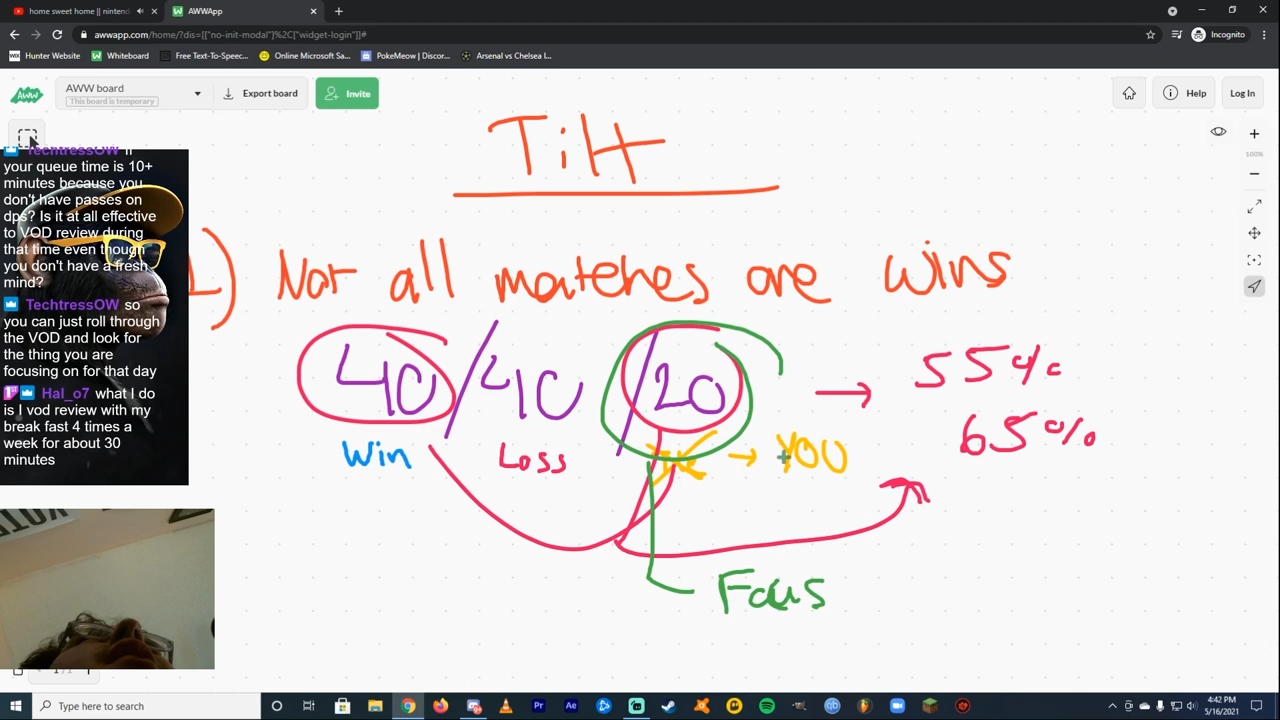 home sweet home || nintend
AWWApp
awwapp.com/home/?dis=[["no-init-modal"]%2C["widget-login"]]#
Incognito
Hunter Website
Whiteboard
Free Text-To-Speec...
Online Microsoft Sa...
PokeMeow | Discor...
Arsenal vs Chelsea I...
AWW
AWW board
This board is temporary
Export board
Invite
Help
Log In
100%
Tilt
TechtressOW If
your queue time is 10+
minutes because you
don't have passes on
dps? Is it at all effective
to VOD review during
that time even though
you don't have a fresh
mind?
TechtressOW so
you can just roll through
the VOD and look for
the thing you are
focusing on for that day
Hal_o7 what I do
is I vod review with my
break fast 4 times a
week for about 30
minutes
1) Not all matches are wins
40/40/20 → 55%
65%
Win Loss → YOU
Focus
1 / 1
Type here to search
4:42 PM
5/16/2021